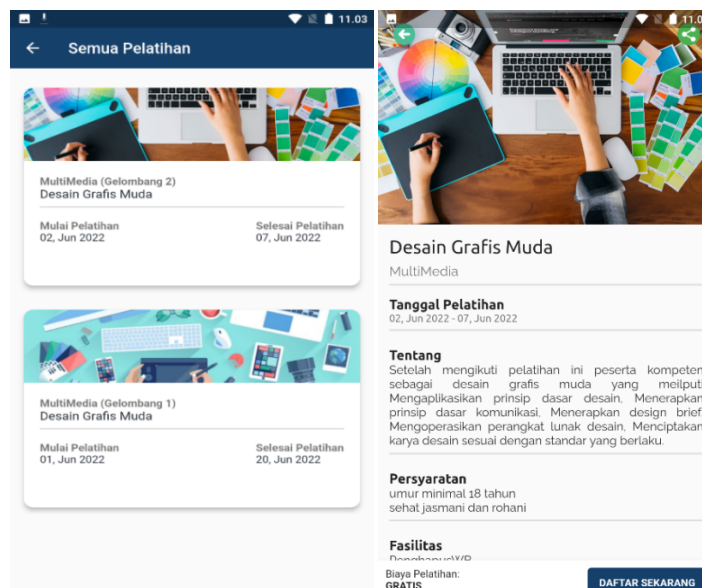 11.03
Semua Pelatihan
MultiMedia (Gelombang 2)
Desain Grafis Muda
Mulai Pelatihan
Selesai Pelatihan
02, Jun 2022
07, Jun 2022
MultiMedia (Gelombang 1)
Desain Grafis Muda
Mulai Pelatihan
Selesai Pelatihan
01, Jun 2022
20, Jun 2022
11.0
Desain Grafis Muda
MultiMedia
Tanggal Pelatihan
02, Jun 2022 - 07, Jun 2022
Tentang
Setelah mengikuti pelatihan ini peserta kompeten
sebagai desain grafis muda yang meilputi
Mengaplikasikan prinsip dasar desain, Menerapkan
prinsip dasar komunikasi, Menerapkan design brief,
Mengoperasikan perangkat lunak desain, Menciptakan
karya desain sesuai dengan standar yang berlaku.
Persyaratan
umur minimal 18 tahun
sehat jasmani dan rohani
Fasilitas
Biaya Pelatihan:
GRATIS
DAFTAR SEKARANG